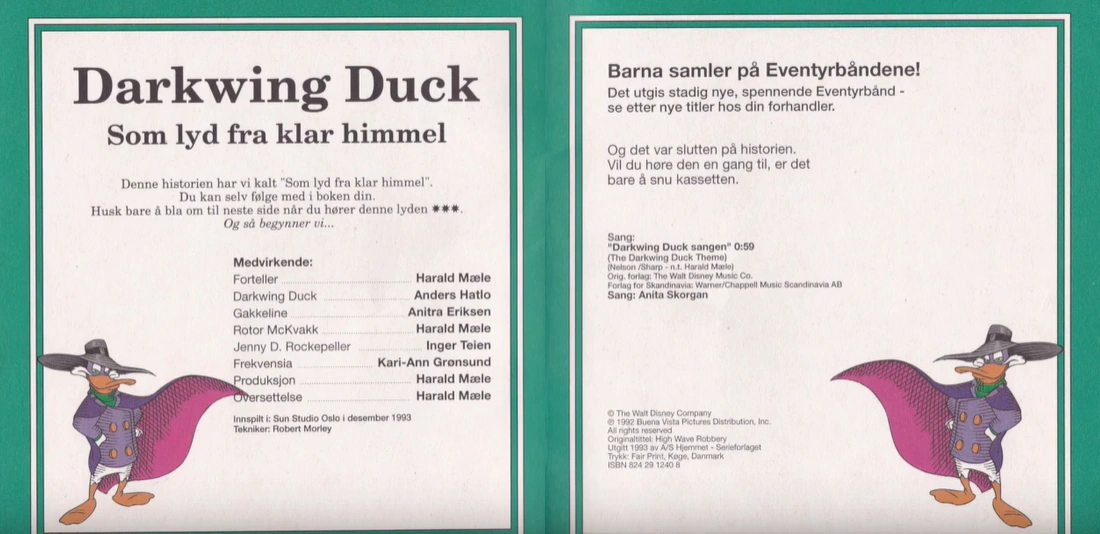 Darkwing Duck
Som lyd fra klar himmel
Denne historien har vi kalt "Som lyd fra klar himmel".
Du kan selv følge med i boken din.
Husk bare å bla om til neste side når du hører denne lyden ✷✷✷.
Og så begynner vi...
Medvirkende:
Forteller Harald Mæle
Darkwing Duck Anders Hatlo
Gakkeline Anitra Eriksen
Rotor McKvakk Harald Mæle
Jenny D. Rockepeller Inger Teien
Frekvensia Kari-Ann Grønsund
Produksjon Harald Mæle
Oversettelse Harald Mæle
Innspilt i: Sun Studio Oslo i desember 1993
Tekniker: Robert Morley
Barna samler på Eventyrbåndene!
Det utgis stadig nye, spennende Eventyrbånd -
se etter nye titler hos din forhandler.
Og det var slutten på historien.
Vil du høre den en gang til, er det
bare å snu kassetten.
Sang:
"Darkwing Duck sangen" 0:59
(The Darkwing Duck Theme)
(Nelson /Sharp - n.t. Harald Mæle)
Orig. forlag: The Walt Disney Music Co.
Forlag for Skandinavia: Warner/Chappell Music Scandinavia AB
Sang: Anita Skorgan
© The Walt Disney Company
℗ 1992 Buena Vista Pictures Distribution, Inc.
All rights reserved
Originaltittel: High Wave Robbery
Utgitt 1993 av A/S Hjemmet - Serieforlaget
Trykk: Fair Print, Køge, Danmark
ISBN 824 29 1240 8